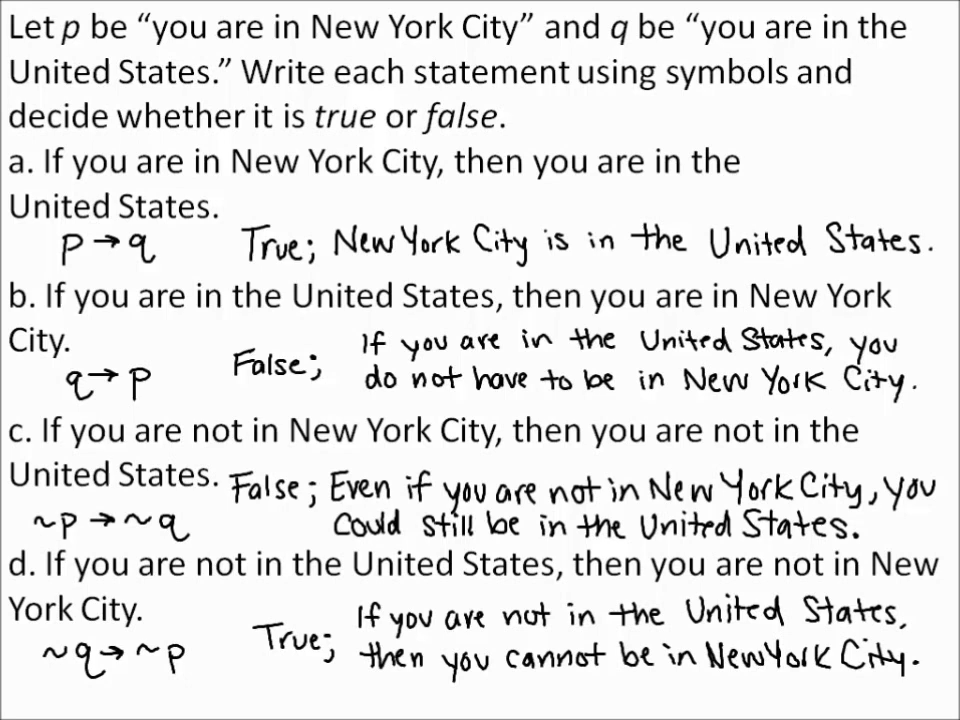 Let p be “you are in New York City” and q be “you are in the
United States.” Write each statement using symbols and
decide whether it is true or false.
a. If you are in New York City, then you are in the
United States.
p → q True; New York City is in the United States.
b. If you are in the United States, then you are in New York
City.
If you are in the United States, you
q → p False; do not have to be in New York City.
c. If you are not in New York City, then you are not in the
United States. False; Even if you are not in New York City, you
~p → ~q could still be in the United States.
d. If you are not in the United States, then you are not in New
York City.
If you are not in the United States,
~q → ~p True; then you cannot be in New York City.